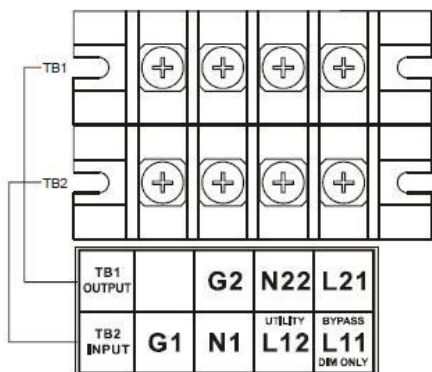 TB1
TB2
TB1 OUTPUT G2 N22 L21
TB2 INPUT G1 N1 UTILITY L12 BYPASS L11 DIM ONLY